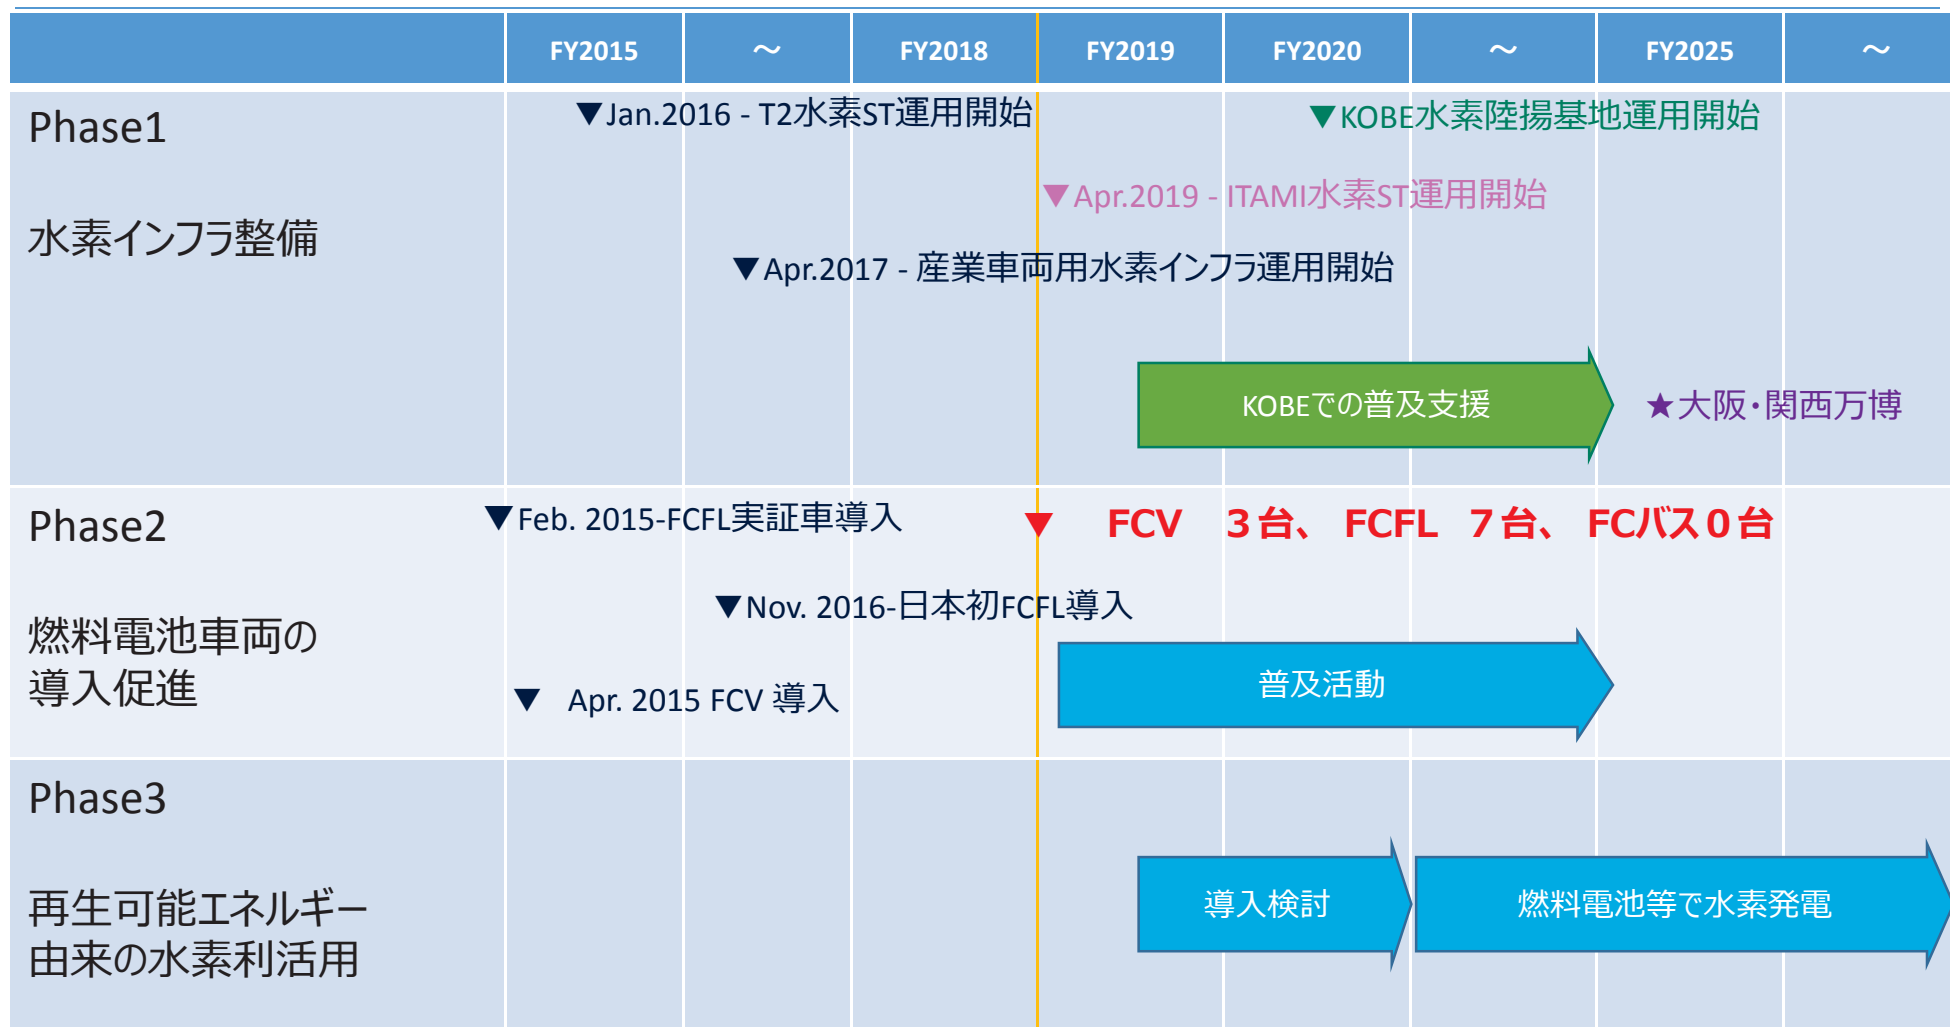 FY2015 ～ FY2018 FY2019 FY2020 ～ FY2025 ～
Phase1
水素インフラ整備
▼Jan.2016 - T2水素ST運用開始
▼KOBE水素陸揚基地運用開始
▼Apr.2019 - ITAMI水素ST運用開始
▼Apr.2017 - 産業車両用水素インフラ運用開始
KOBEでの普及支援
★大阪・関西万博
Phase2
燃料電池車両の
導入促進
▼Feb. 2015-FCFL実証車導入
▼ FCV ３台、 FCFL ７台、 FCバス０台
▼Nov. 2016-日本初FCFL導入
▼ Apr. 2015 FCV 導入
普及活動
Phase3
再生可能エネルギー
由来の水素利活用
導入検討
燃料電池等で水素発電